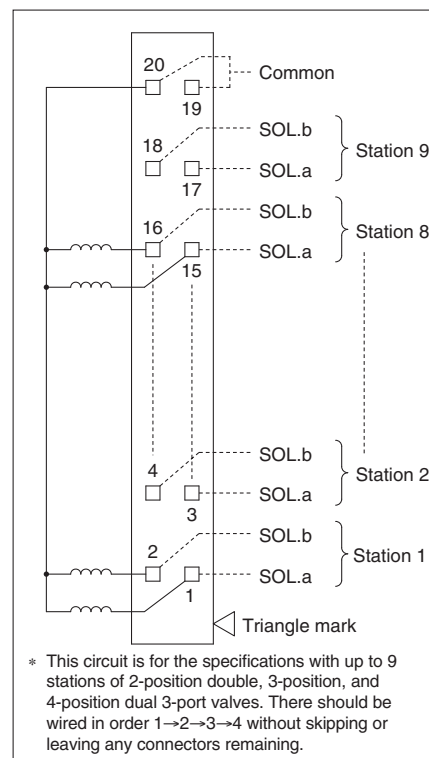 20
Common
19
SOL.b
18
Station 9
SOL.a
17
SOL.b
16
Station 8
SOL.a
15
SOL.b
4
Station 2
SOL.a
3
SOL.b
2
Station 1
SOL.a
1
Triangle mark
* This circuit is for the specifications with up to 9
stations of 2-position double, 3-position, and
4-position dual 3-port valves. There should be
wired in order 1→2→3→4 without skipping or
leaving any connectors remaining.